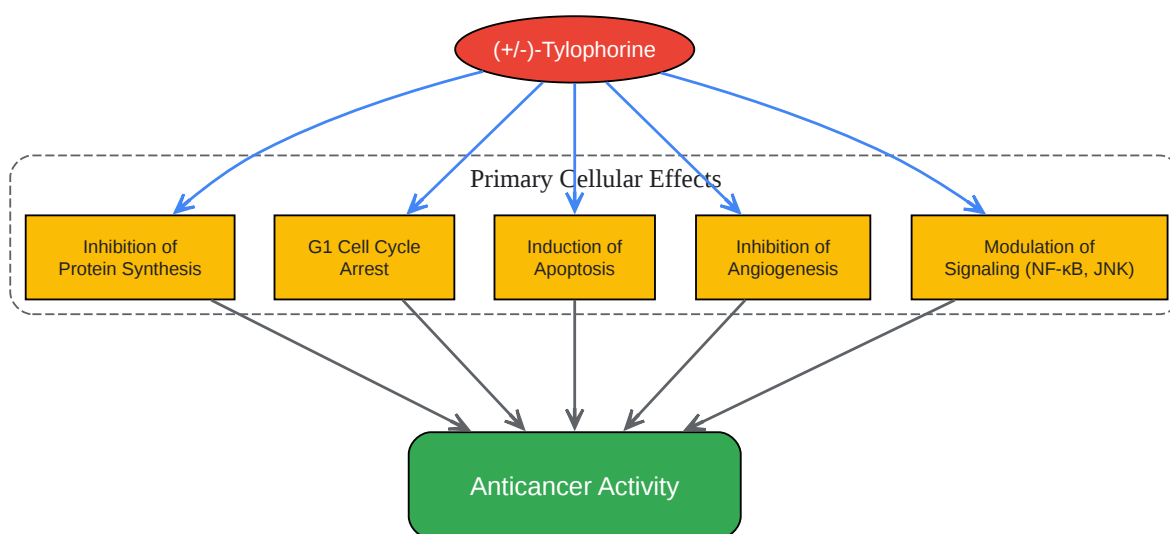 (+/-)-Tylophorine
Primary Cellular Effects
Inhibition of
Protein Synthesis
G1 Cell Cycle
Arrest
Induction of
Apoptosis
Inhibition of
Angiogenesis
Modulation of
Signaling (NF-κB, JNK)
Anticancer Activity